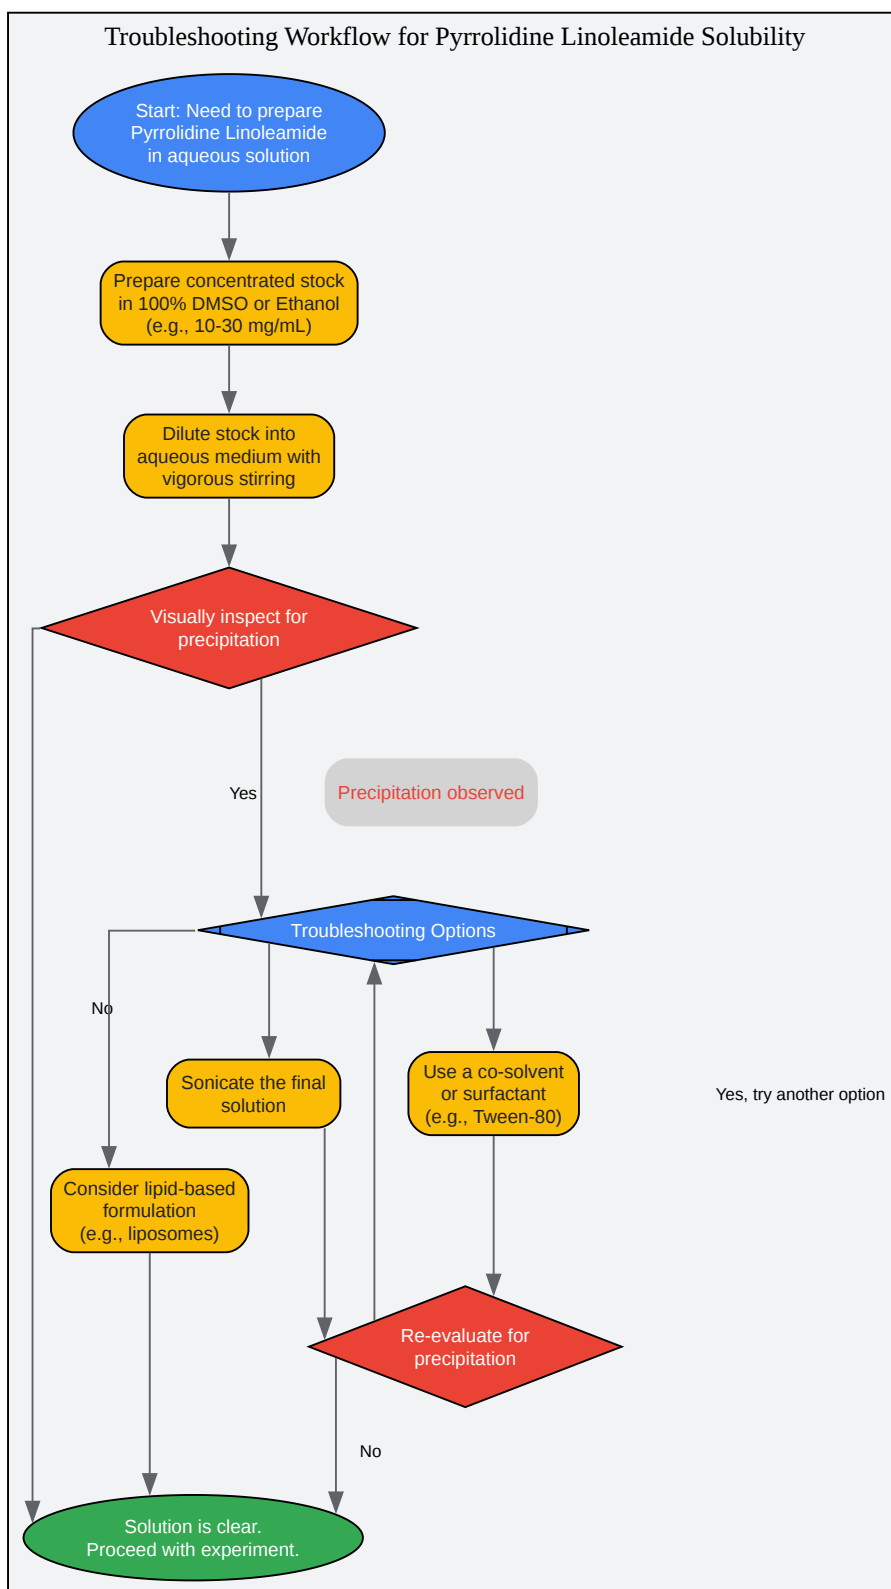 Troubleshooting Workflow for Pyrrolidine Linoleamide Solubility
Start: Need to prepare
Pyrrolidine Linoleamide
in aqueous solution
Prepare concentrated stock
in 100% DMSO or Ethanol
(e.g., 10-30 mg/mL)
Dilute stock into
aqueous medium with
vigorous stirring
Visually inspect for
precipitation
Yes
Precipitation observed
Troubleshooting Options
No
Sonicate the final
solution
Use a co-solvent
or surfactant
(e.g., Tween-80)
Yes, try another option
Consider lipid-based
formulation
(e.g., liposomes)
Re-evaluate for
precipitation
No
Solution is clear.
Proceed with experiment.